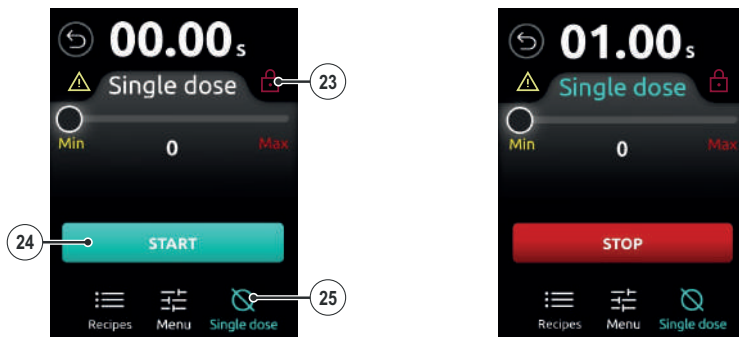 00.00s
Single dose
23
Min
0
Max
24
START
25
Recipes
Menu
Single dose
01.00s
Single dose
Min
0
Max
STOP
Recipes
Menu
Single dose